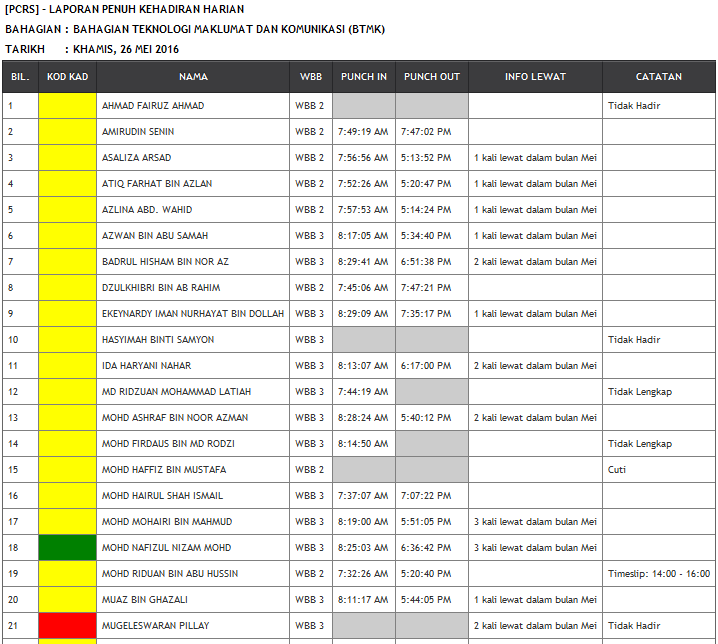 [PCRS] - LAPORAN PENUH KEHADIRAN HARIAN
BAHAGIAN : BAHAGIAN TEKNOLOGI MAKLUMAT DAN KOMUNIKASI (BTMK)
TARIKH : KHAMIS, 26 MEI 2016
BIL. KOD KAD NAMA WBB PUNCH IN PUNCH OUT INFO LEWAT CATATAN
1 AHMAD FAIRUZ AHMAD WBB 2 Tidak Hadir
2 AMIRUDIN SENIN WBB 2 7:49:19 AM 7:47:02 PM
3 ASALIZA ARSAD WBB 2 7:56:56 AM 5:13:52 PM 1 kali lewat dalam bulan Mei
4 ATIQ FARHAT BIN AZLAN WBB 2 7:52:26 AM 5:20:47 PM 1 kali lewat dalam bulan Mei
5 AZLINA ABD. WAHID WBB 2 7:57:53 AM 5:14:24 PM 1 kali lewat dalam bulan Mei
6 AZWAN BIN ABU SAMAH WBB 3 8:17:05 AM 5:34:40 PM 1 kali lewat dalam bulan Mei
7 BADRUL HISHAM BIN NOR AZ WBB 3 8:29:41 AM 6:51:38 PM 2 kali lewat dalam bulan Mei
8 DZULKHIBRI BIN AB RAHIM WBB 2 7:45:06 AM 7:47:21 PM
9 EKEYNARDY IMAN NURHAYAT BIN DOLLAH WBB 3 8:29:09 AM 7:35:17 PM 1 kali lewat dalam bulan Mei
10 HASYIMAH BINTI SAMYON WBB 3 Tidak Hadir
11 IDA HARYANI NAHAR WBB 3 8:13:07 AM 6:17:00 PM 2 kali lewat dalam bulan Mei
12 MD RIDZUAN MOHAMMAD LATIAH WBB 3 7:44:19 AM Tidak Lengkap
13 MOHD ASHRAF BIN NOOR AZMAN WBB 3 8:28:24 AM 5:40:12 PM 2 kali lewat dalam bulan Mei
14 MOHD FIRDAUS BIN MD RODZI WBB 3 8:14:50 AM Tidak Lengkap
15 MOHD HAFFIZ BIN MUSTAFA WBB 2 Cuti
16 MOHD HAIRUL SHAH ISMAIL WBB 3 7:37:07 AM 7:07:22 PM
17 MOHD MOHAIRI BIN MAHMUD WBB 3 8:19:00 AM 5:51:05 PM 3 kali lewat dalam bulan Mei
18 MOHD NAFIZUL NIZAM MOHD WBB 3 8:25:03 AM 6:36:42 PM 3 kali lewat dalam bulan Mei
19 MOHD RIDUAN BIN ABU HUSSIN WBB 2 7:32:26 AM 5:20:40 PM Timeslip: 14:00 - 16:00
20 MUAZ BIN GHAZALI WBB 3 8:11:17 AM 5:44:05 PM 1 kali lewat dalam bulan Mei
21 MUGELESWARAN PILLAY WBB 3 2 kali lewat dalam bulan Mei Tidak Hadir